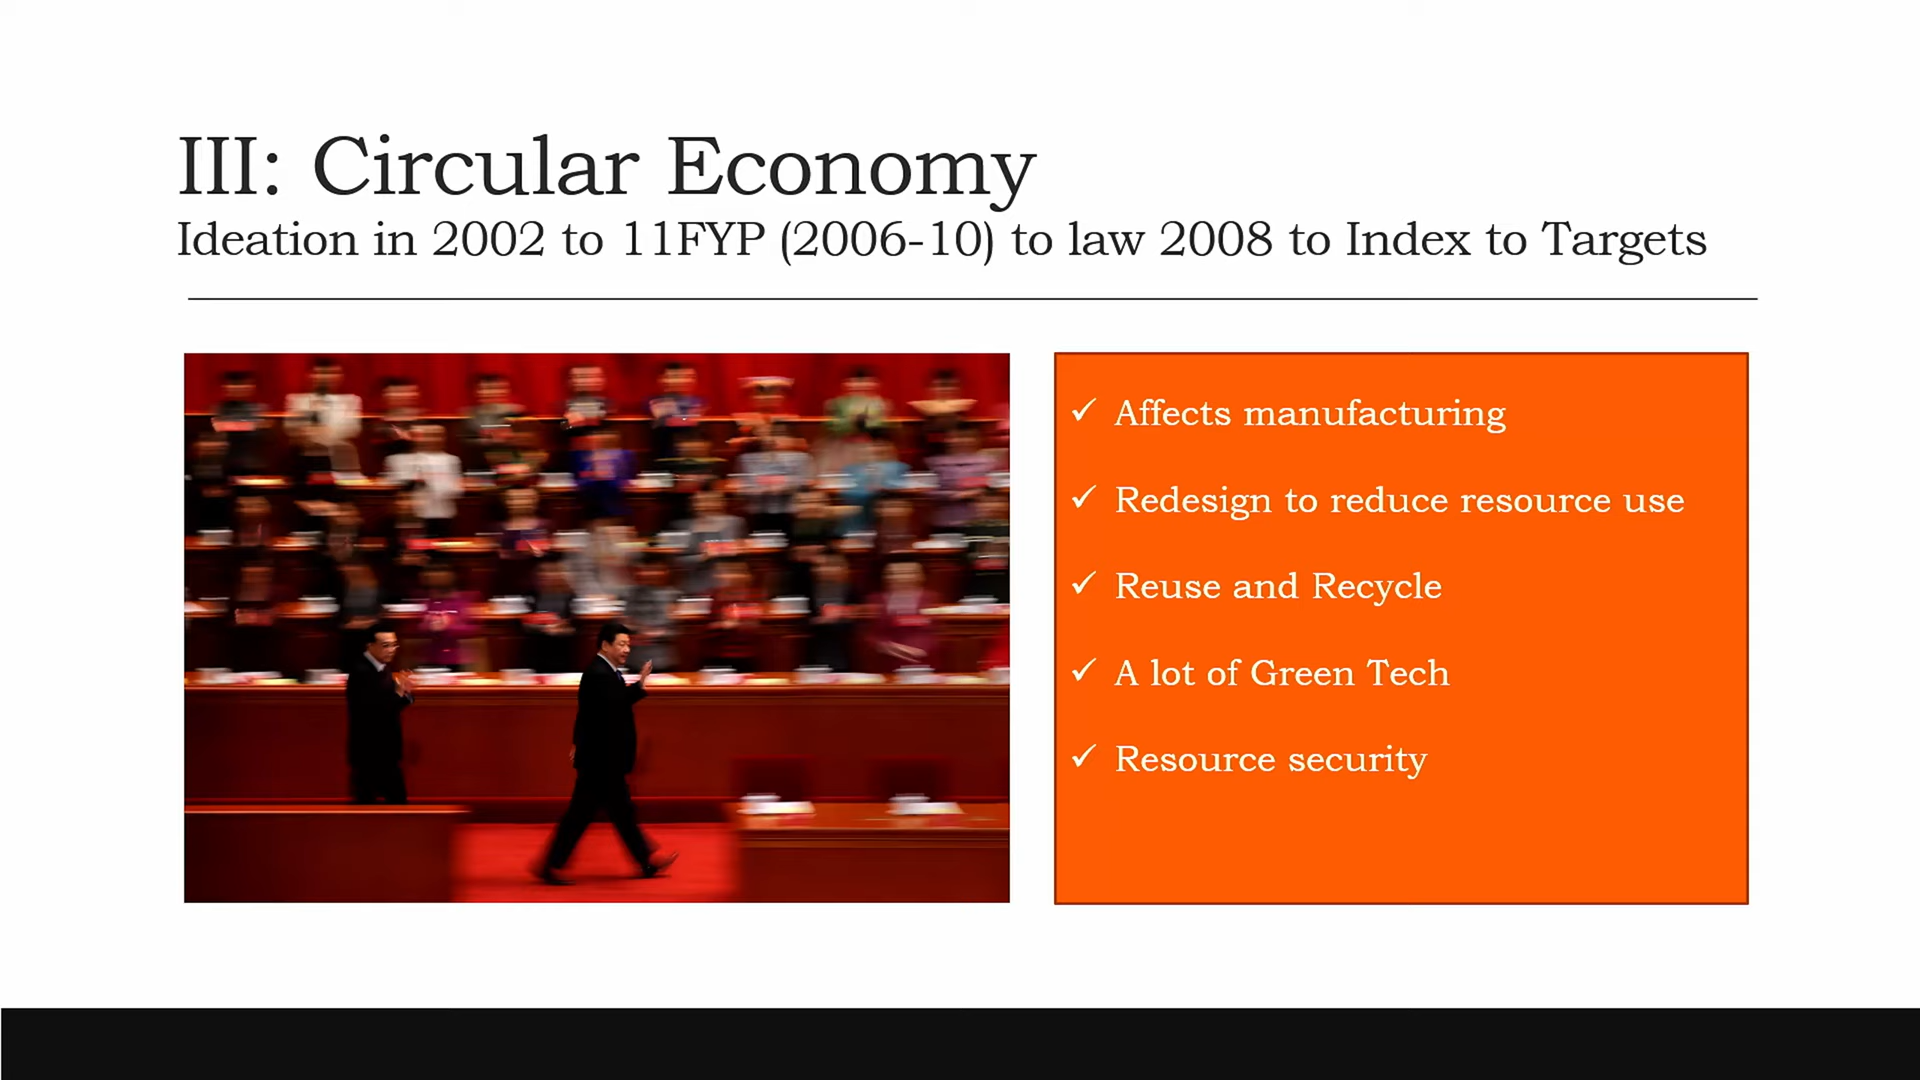 III: Circular Economy
Ideation in 2002 to 11FYP (2006-10) to law 2008 to Index to Targets
✓ Affects manufacturing
✓ Redesign to reduce resource use
✓ Reuse and Recycle
✓ A lot of Green Tech
✓ Resource security